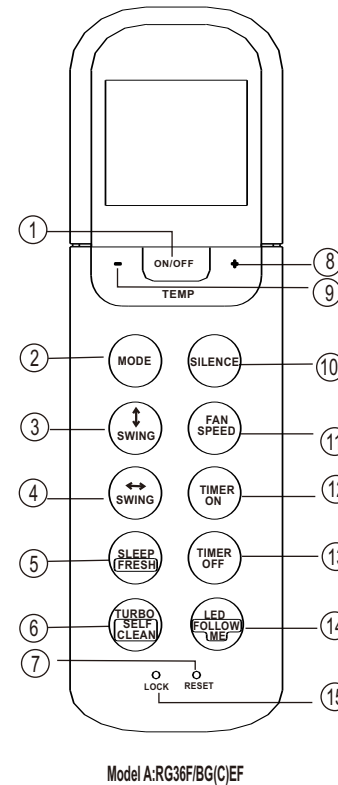 1
ON/OFF
- +
8
TEMP
9
2
MODE
SILENCE
10
3
SWING
FAN
SPEED
11
4
SWING
TIMER
ON
12
5
SLEEP
FRESH
TIMER
OFF
13
6
TURBO
SELF
CLEAN
LED
FOLLOW
ME
14
7
LOCK
RESET
15
Model A:RG36F/BG(C)EF